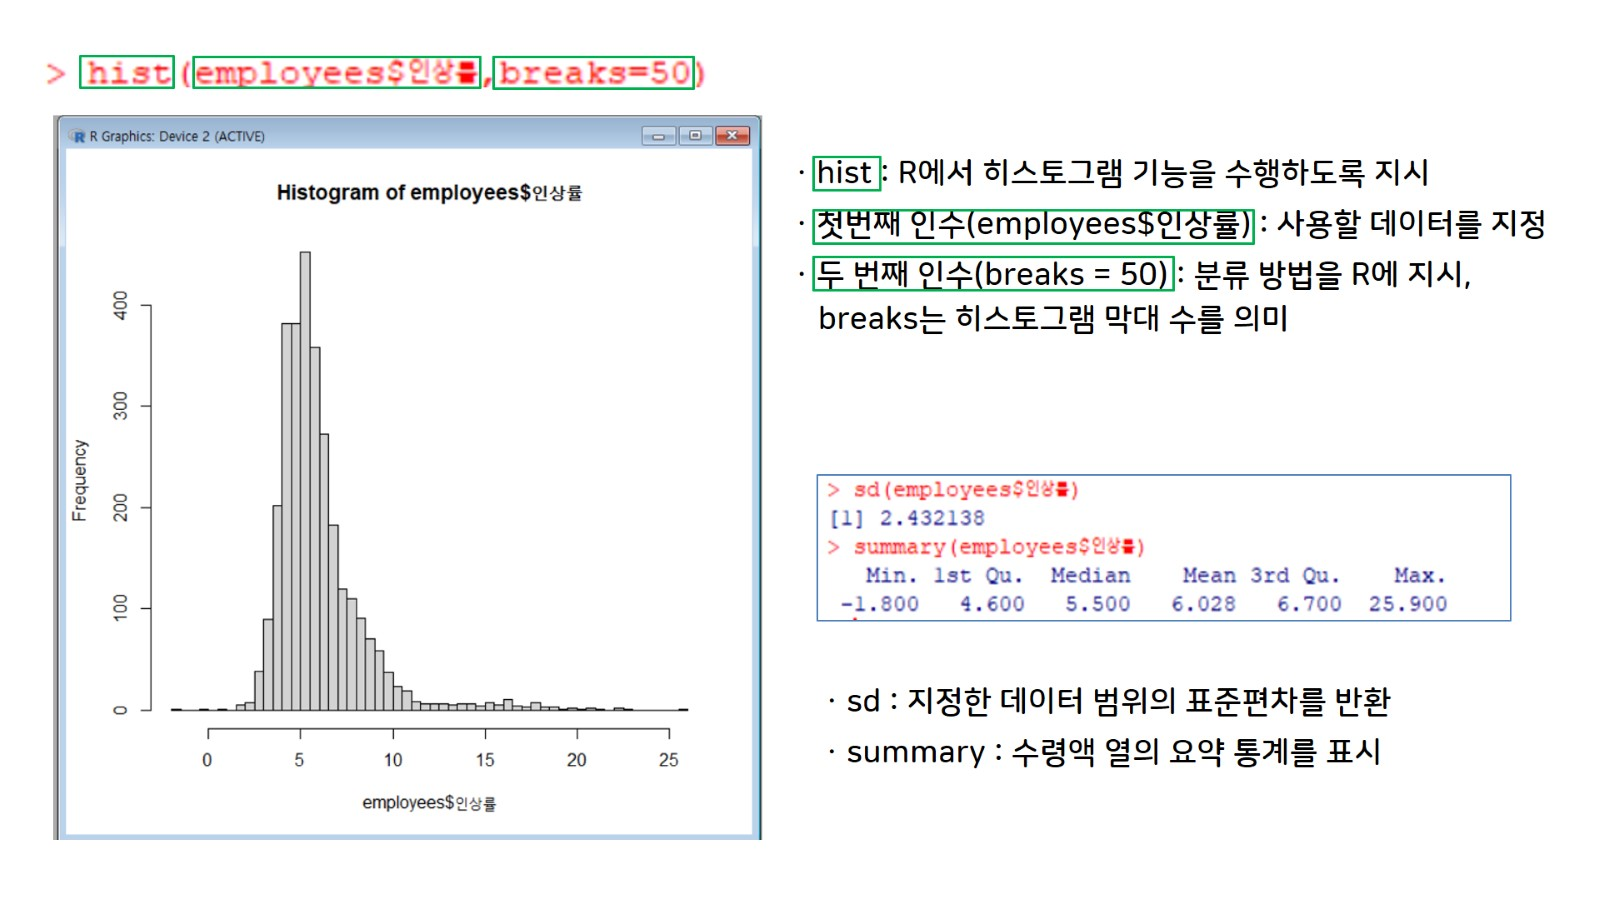 > hist(employees$인상률,breaks=50)
R Graphics: Device 2 (ACTIVE)
Histogram of employees$인상률
Frequency
400
300
200
100
0
0 5 10 15 20 25
employees$인상률
· hist : R에서 히스토그램 기능을 수행하도록 지시
· 첫번째 인수(employees$인상률) : 사용할 데이터를 지정
· 두 번째 인수(breaks = 50) : 분류 방법을 R에 지시,
breaks는 히스토그램 막대 수를 의미
> sd(employees$인상률)
[1] 2.432138
> summary(employees$인상률)
Min. 1st Qu. Median Mean 3rd Qu. Max.
-1.800 4.600 5.500 6.028 6.700 25.900
· sd : 지정한 데이터 범위의 표준편차를 반환
· summary : 수령액 열의 요약 통계를 표시